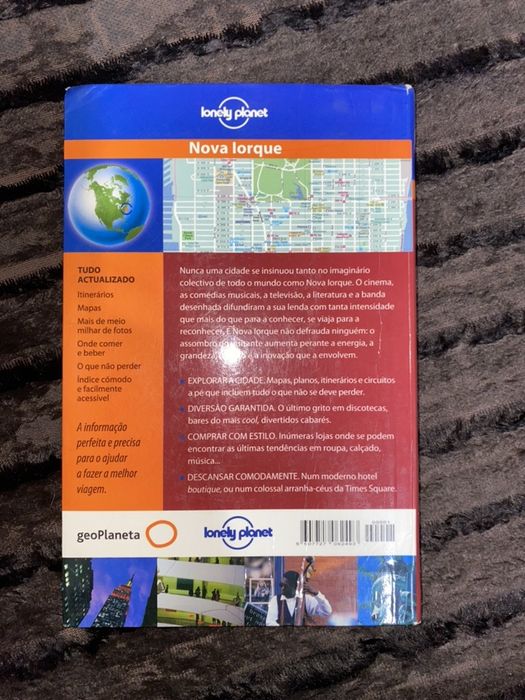 lonely planet
Nova Iorque
TUDO
ACTUALIZADO
Itinerários
Mapas
Mais de meio
milhar de fotos
Onde comer
e beber
O que não perder
Índice cómodo
e facilmente
acessível
A informação
perfeita e precisa
para o ajudar
a fazer a melhor
viagem.
Nunca uma cidade se insinuou tanto no imaginário
colectivo de todo o mundo como Nova Iorque. O cinema,
as comédias musicais, a televisão, a literatura e a banda
desenhada difundiram a sua lenda com tanta intensidade
que mais do que para a conhecer, se viaja para a
reconhecer. E Nova Iorque não defrauda ninguém: o
assombro do visitante aumenta perante a energia, a
grandeza, e a inovação que a envolvem.
EXPLORAR A CIDADE. Mapas, planos, itinerários e circuitos
a pé que incluem tudo o que não se deve perder.
DIVERSÃO GARANTIDA. O último grito em discotecas,
bares do mais cool, divertidos cabarés.
COMPRAR COM ESTILO. Inúmeras lojas onde se podem
encontrar as últimas tendências em roupa, calçado,
música...
DESCANSAR COMODAMENTE. Num moderno hotel
boutique, ou num colossal arranha-céus da Times Square.
geoPlaneta
lonely planet
00001